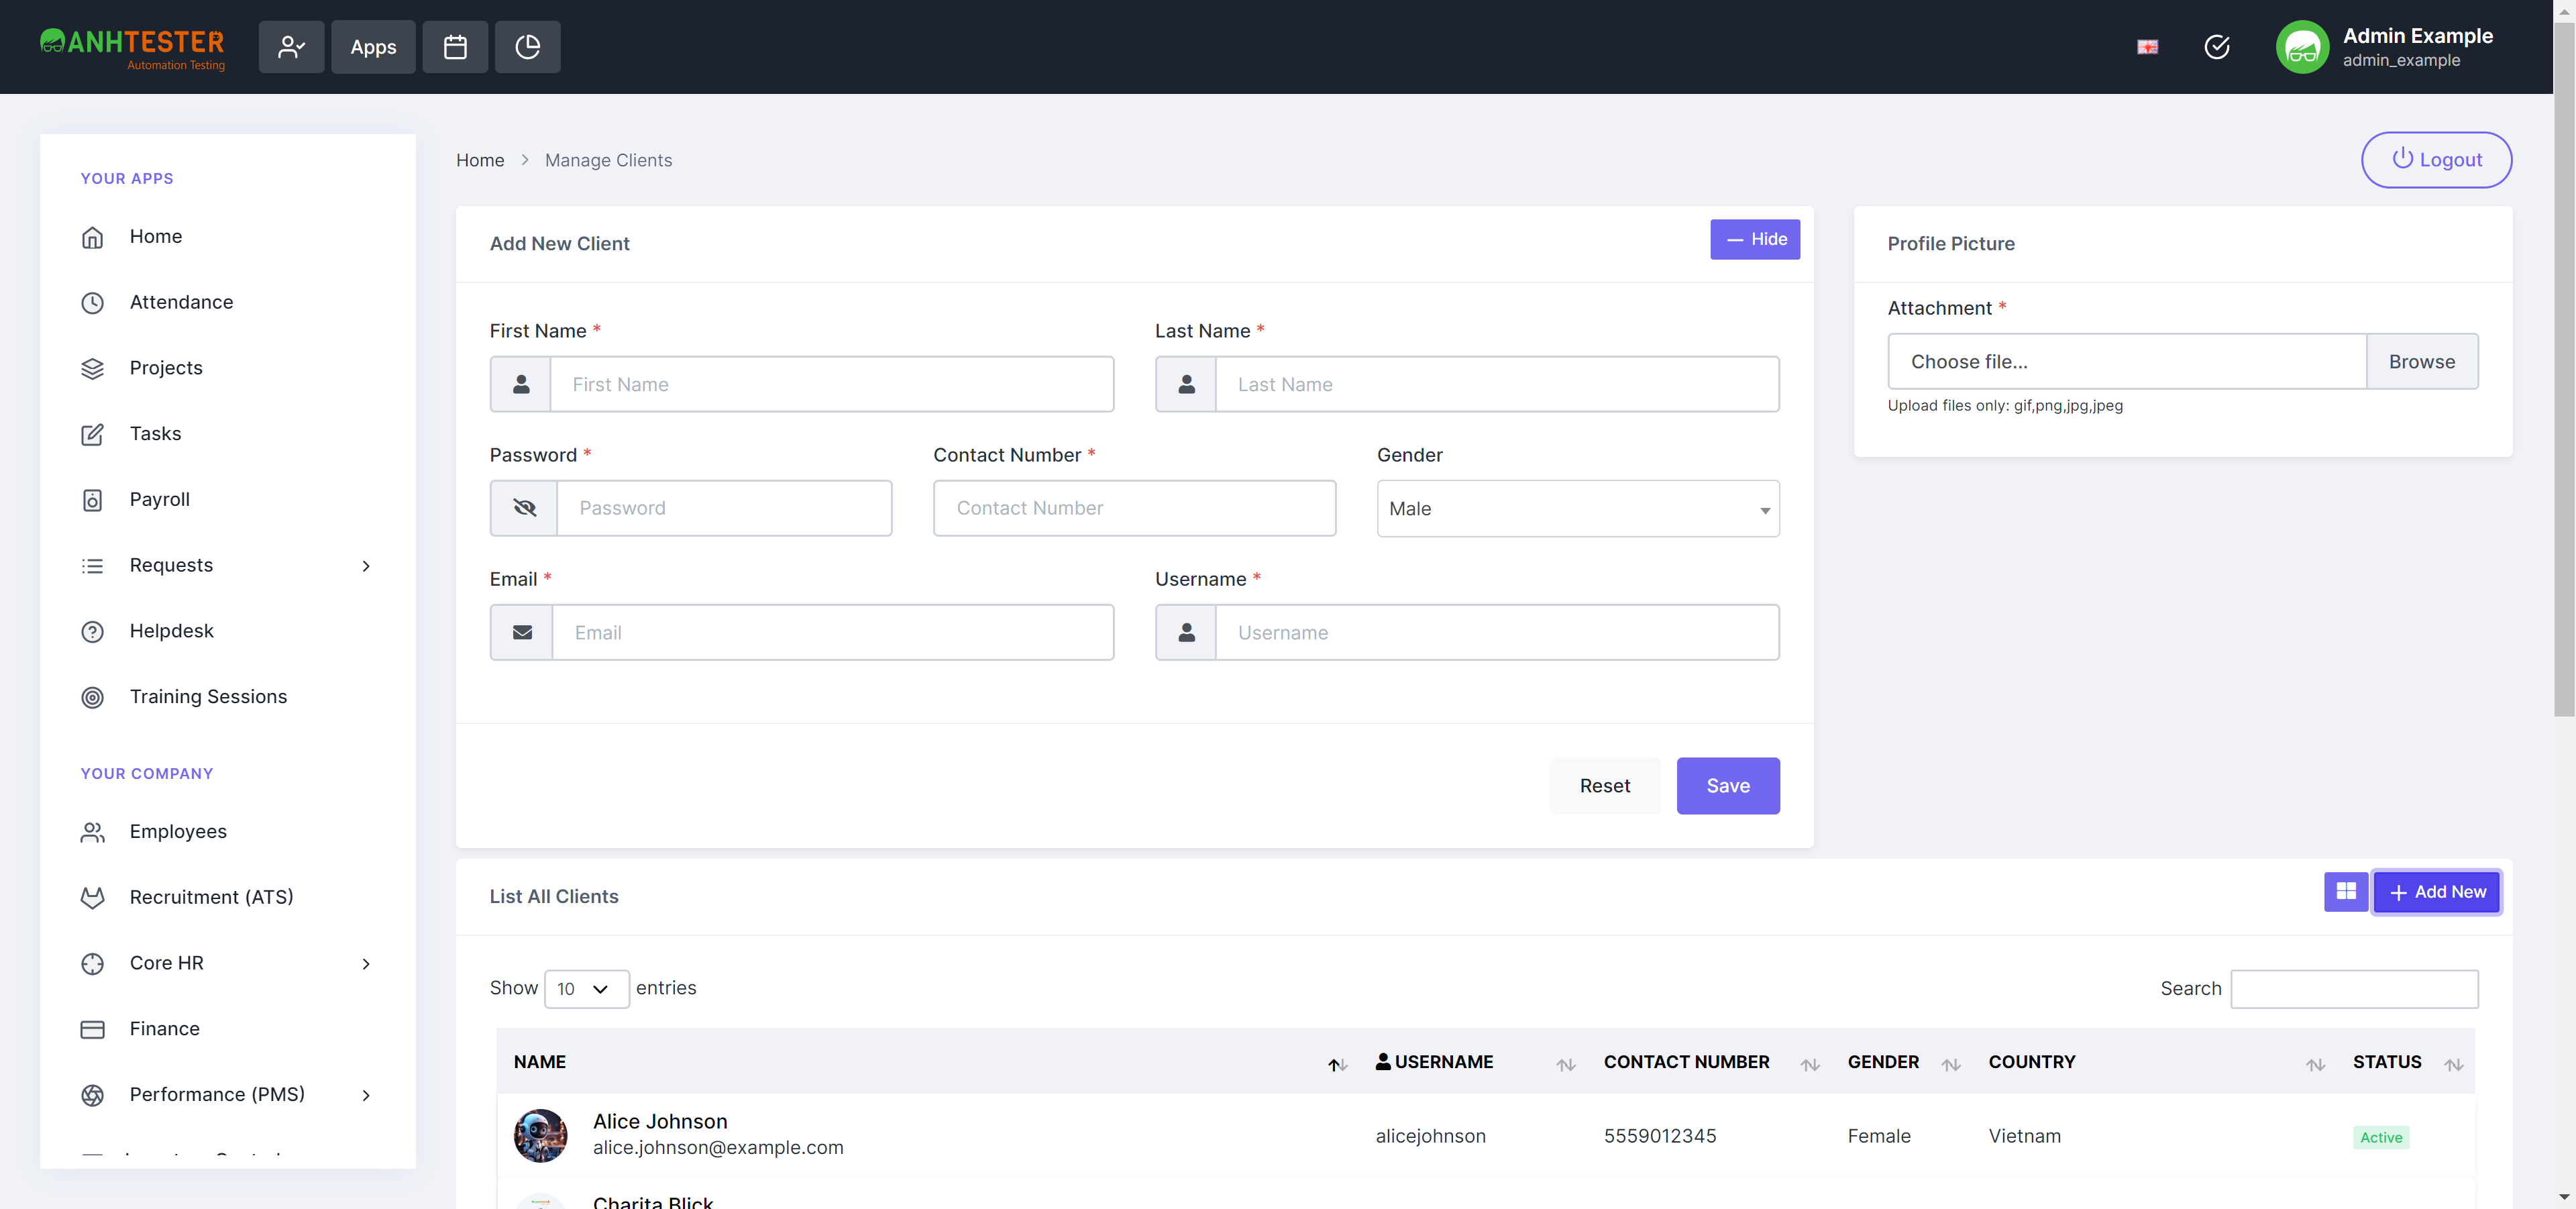 ANHTESTER
Automation Testing
Apps
Admin Example
admin_example
YOUR APPS
Home
Attendance
Projects
Tasks
Payroll
Requests
Helpdesk
Training Sessions
YOUR COMPANY
Employees
Recruitment (ATS)
Core HR
Finance
Performance (PMS)
Home > Manage Clients
Logout
Add New Client
Hide
First Name *
First Name
Last Name *
Last Name
Password *
Password
Contact Number *
Contact Number
Gender
Male
Email *
Email
Username *
Username
Reset
Save
Profile Picture
Attachment *
Choose file...
Browse
Upload files only: gif,png,jpg,jpeg
List All Clients
Add New
Show 10 entries
Search
NAME USERNAME CONTACT NUMBER GENDER COUNTRY STATUS
Alice Johnson
alice.johnson@example.com
alicejohnson 5559012345 Female Vietnam Active
Charita Blick